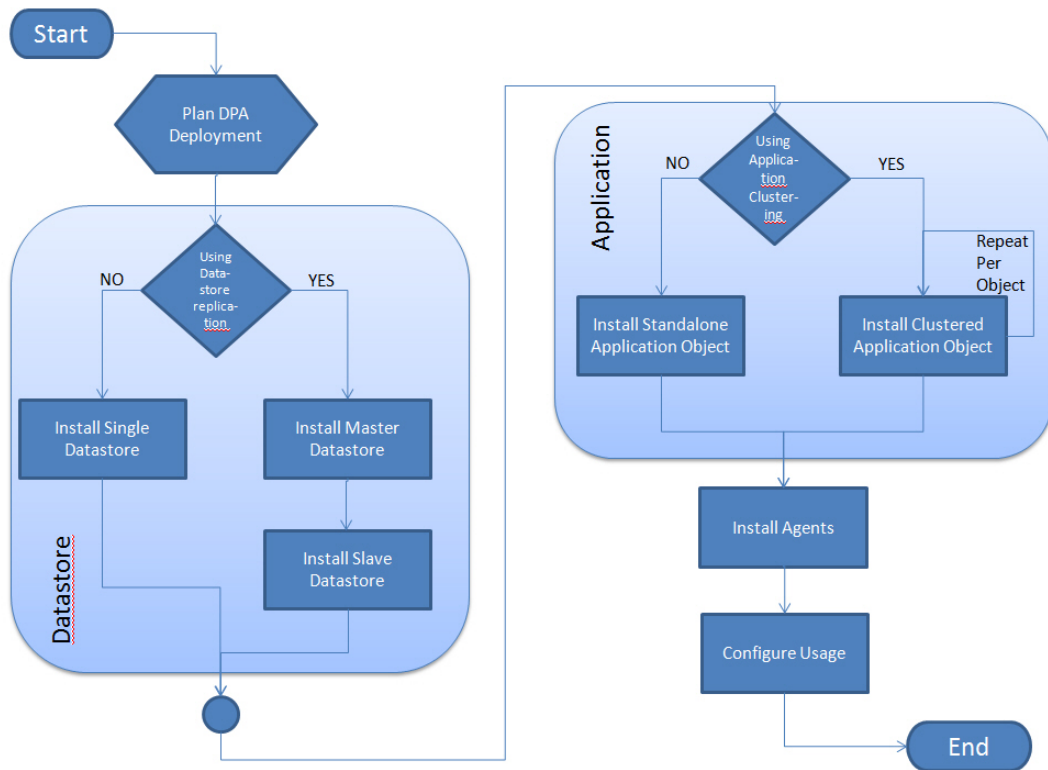 Start
Plan DPA
Deployment
Using
Data-
store
replica-
tion
NO
YES
Install Single
Datastore
Install Master
Datastore
Install Slave
Datastore
Datastore
Application
Using
Applica-
tion
Cluster-
ing
NO
YES
Repeat
Per
Object
Install Standalone
Application Object
Install Clustered
Application Object
Install Agents
Configure Usage
End